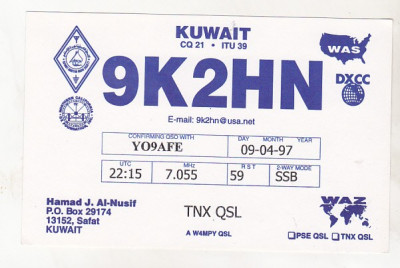 KUWAIT
CQ 21 • ITU 39
WAS
9K2HN
DXCC
E-mail: 9k2hn@usa.net
CONFIRMING QSO WITH DAY MONTH YEAR
YO9AFE 09-04-97
UTC MHz RST 2-WAY MODE
22:15 7.055 59 SSB
Hamad J. Al-Nusif
P.O. Box 29174
13152, Safat
KUWAIT
TNX QSL
WAZ
A W4MPY QSL
PSE QSL TNX QSL